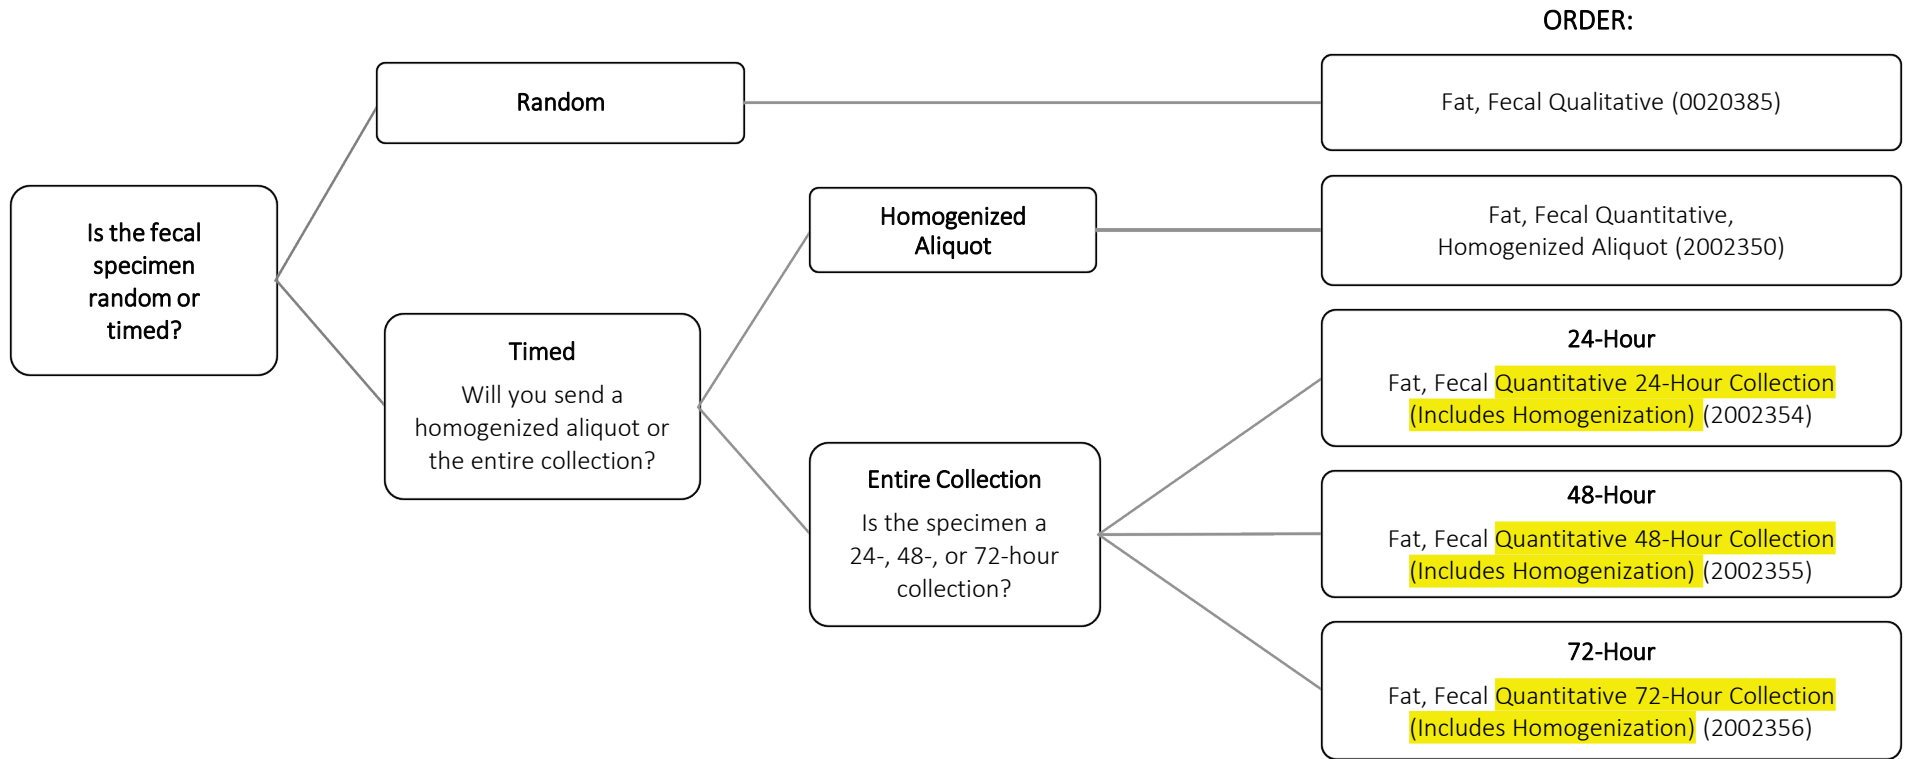 ORDER:
Random
Fat, Fecal Qualitative (0020385)
Is the fecal
specimen
random or
timed?
Homogenized
Aliquot
Fat, Fecal Quantitative,
Homogenized Aliquot (2002350)
Timed
Will you send a
homogenized aliquot or
the entire collection?
Entire Collection
Is the specimen a
24-, 48-, or 72-hour
collection?
24-Hour
Fat, Fecal Quantitative 24-Hour Collection
(Includes Homogenization) (2002354)
48-Hour
Fat, Fecal Quantitative 48-Hour Collection
(Includes Homogenization) (2002355)
72-Hour
Fat, Fecal Quantitative 72-Hour Collection
(Includes Homogenization) (2002356)